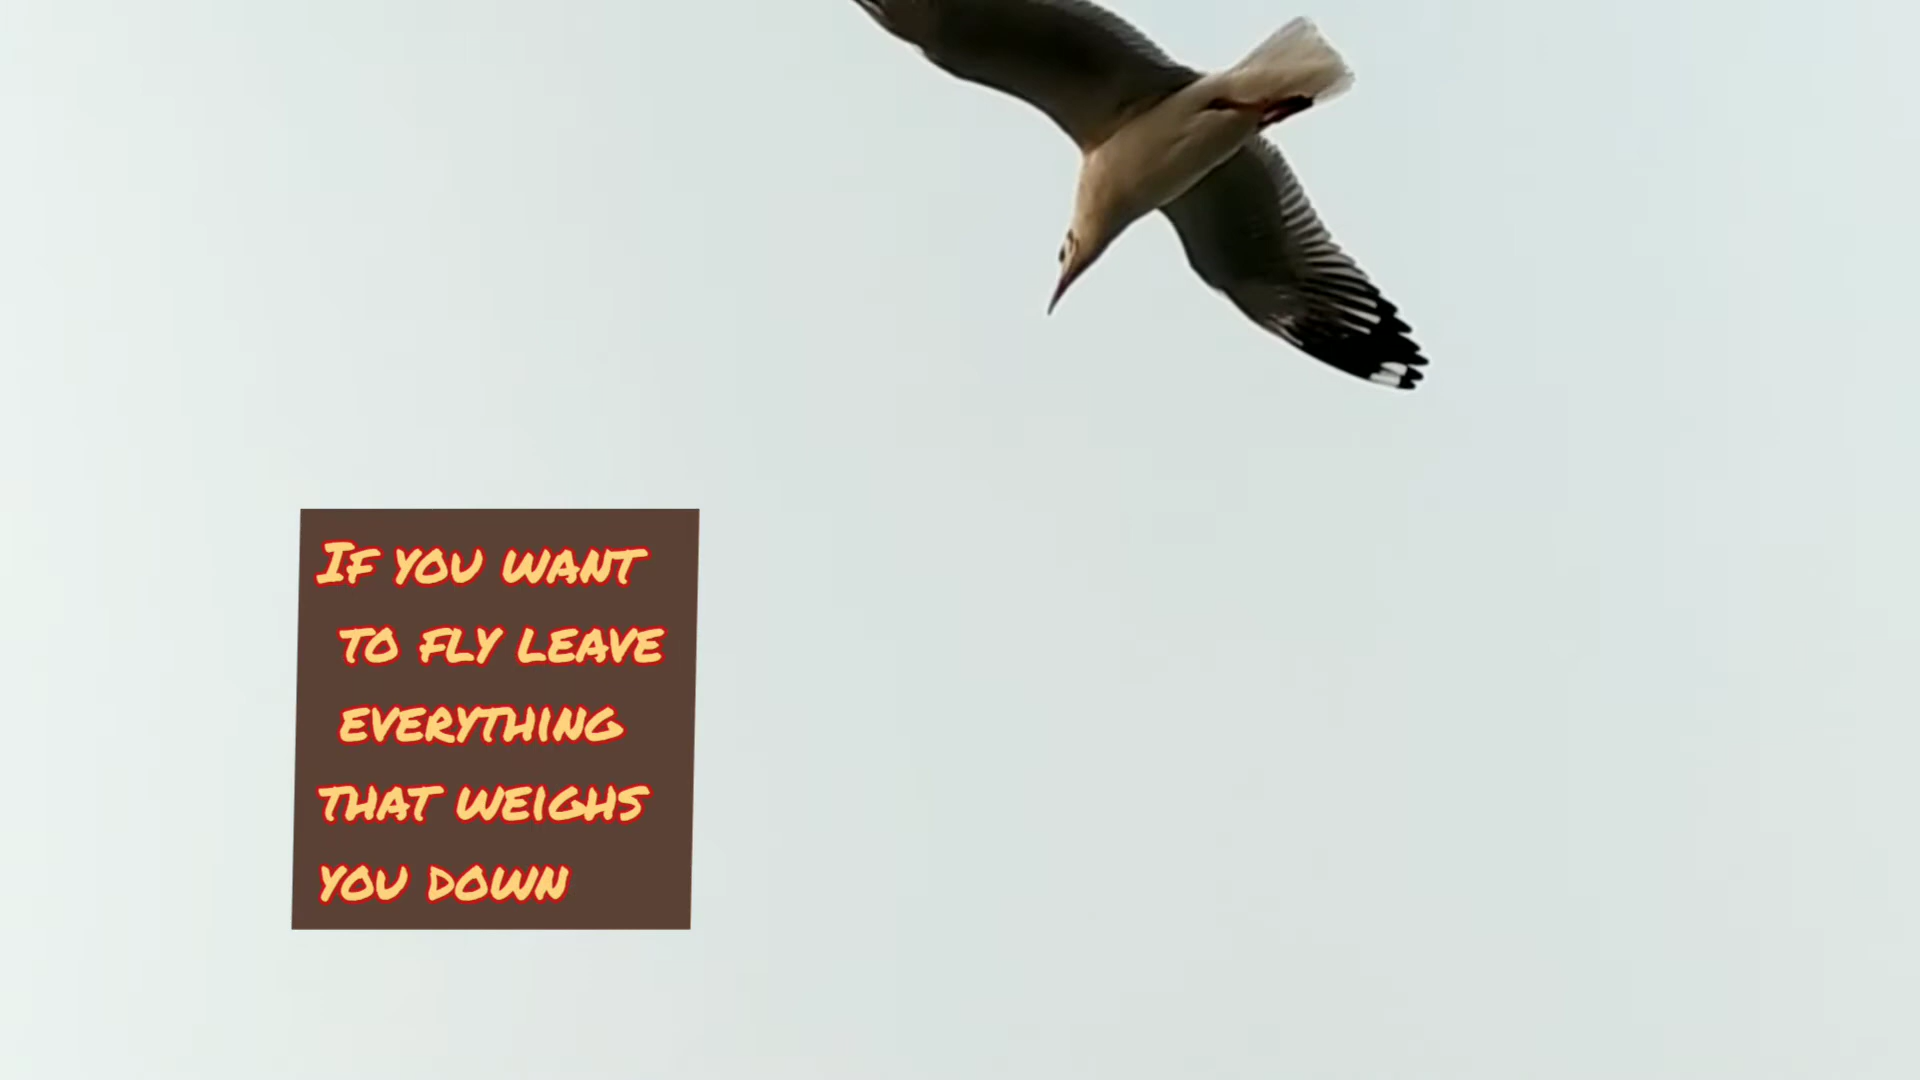 If you want
to fly leave
everything
that weighs
you down